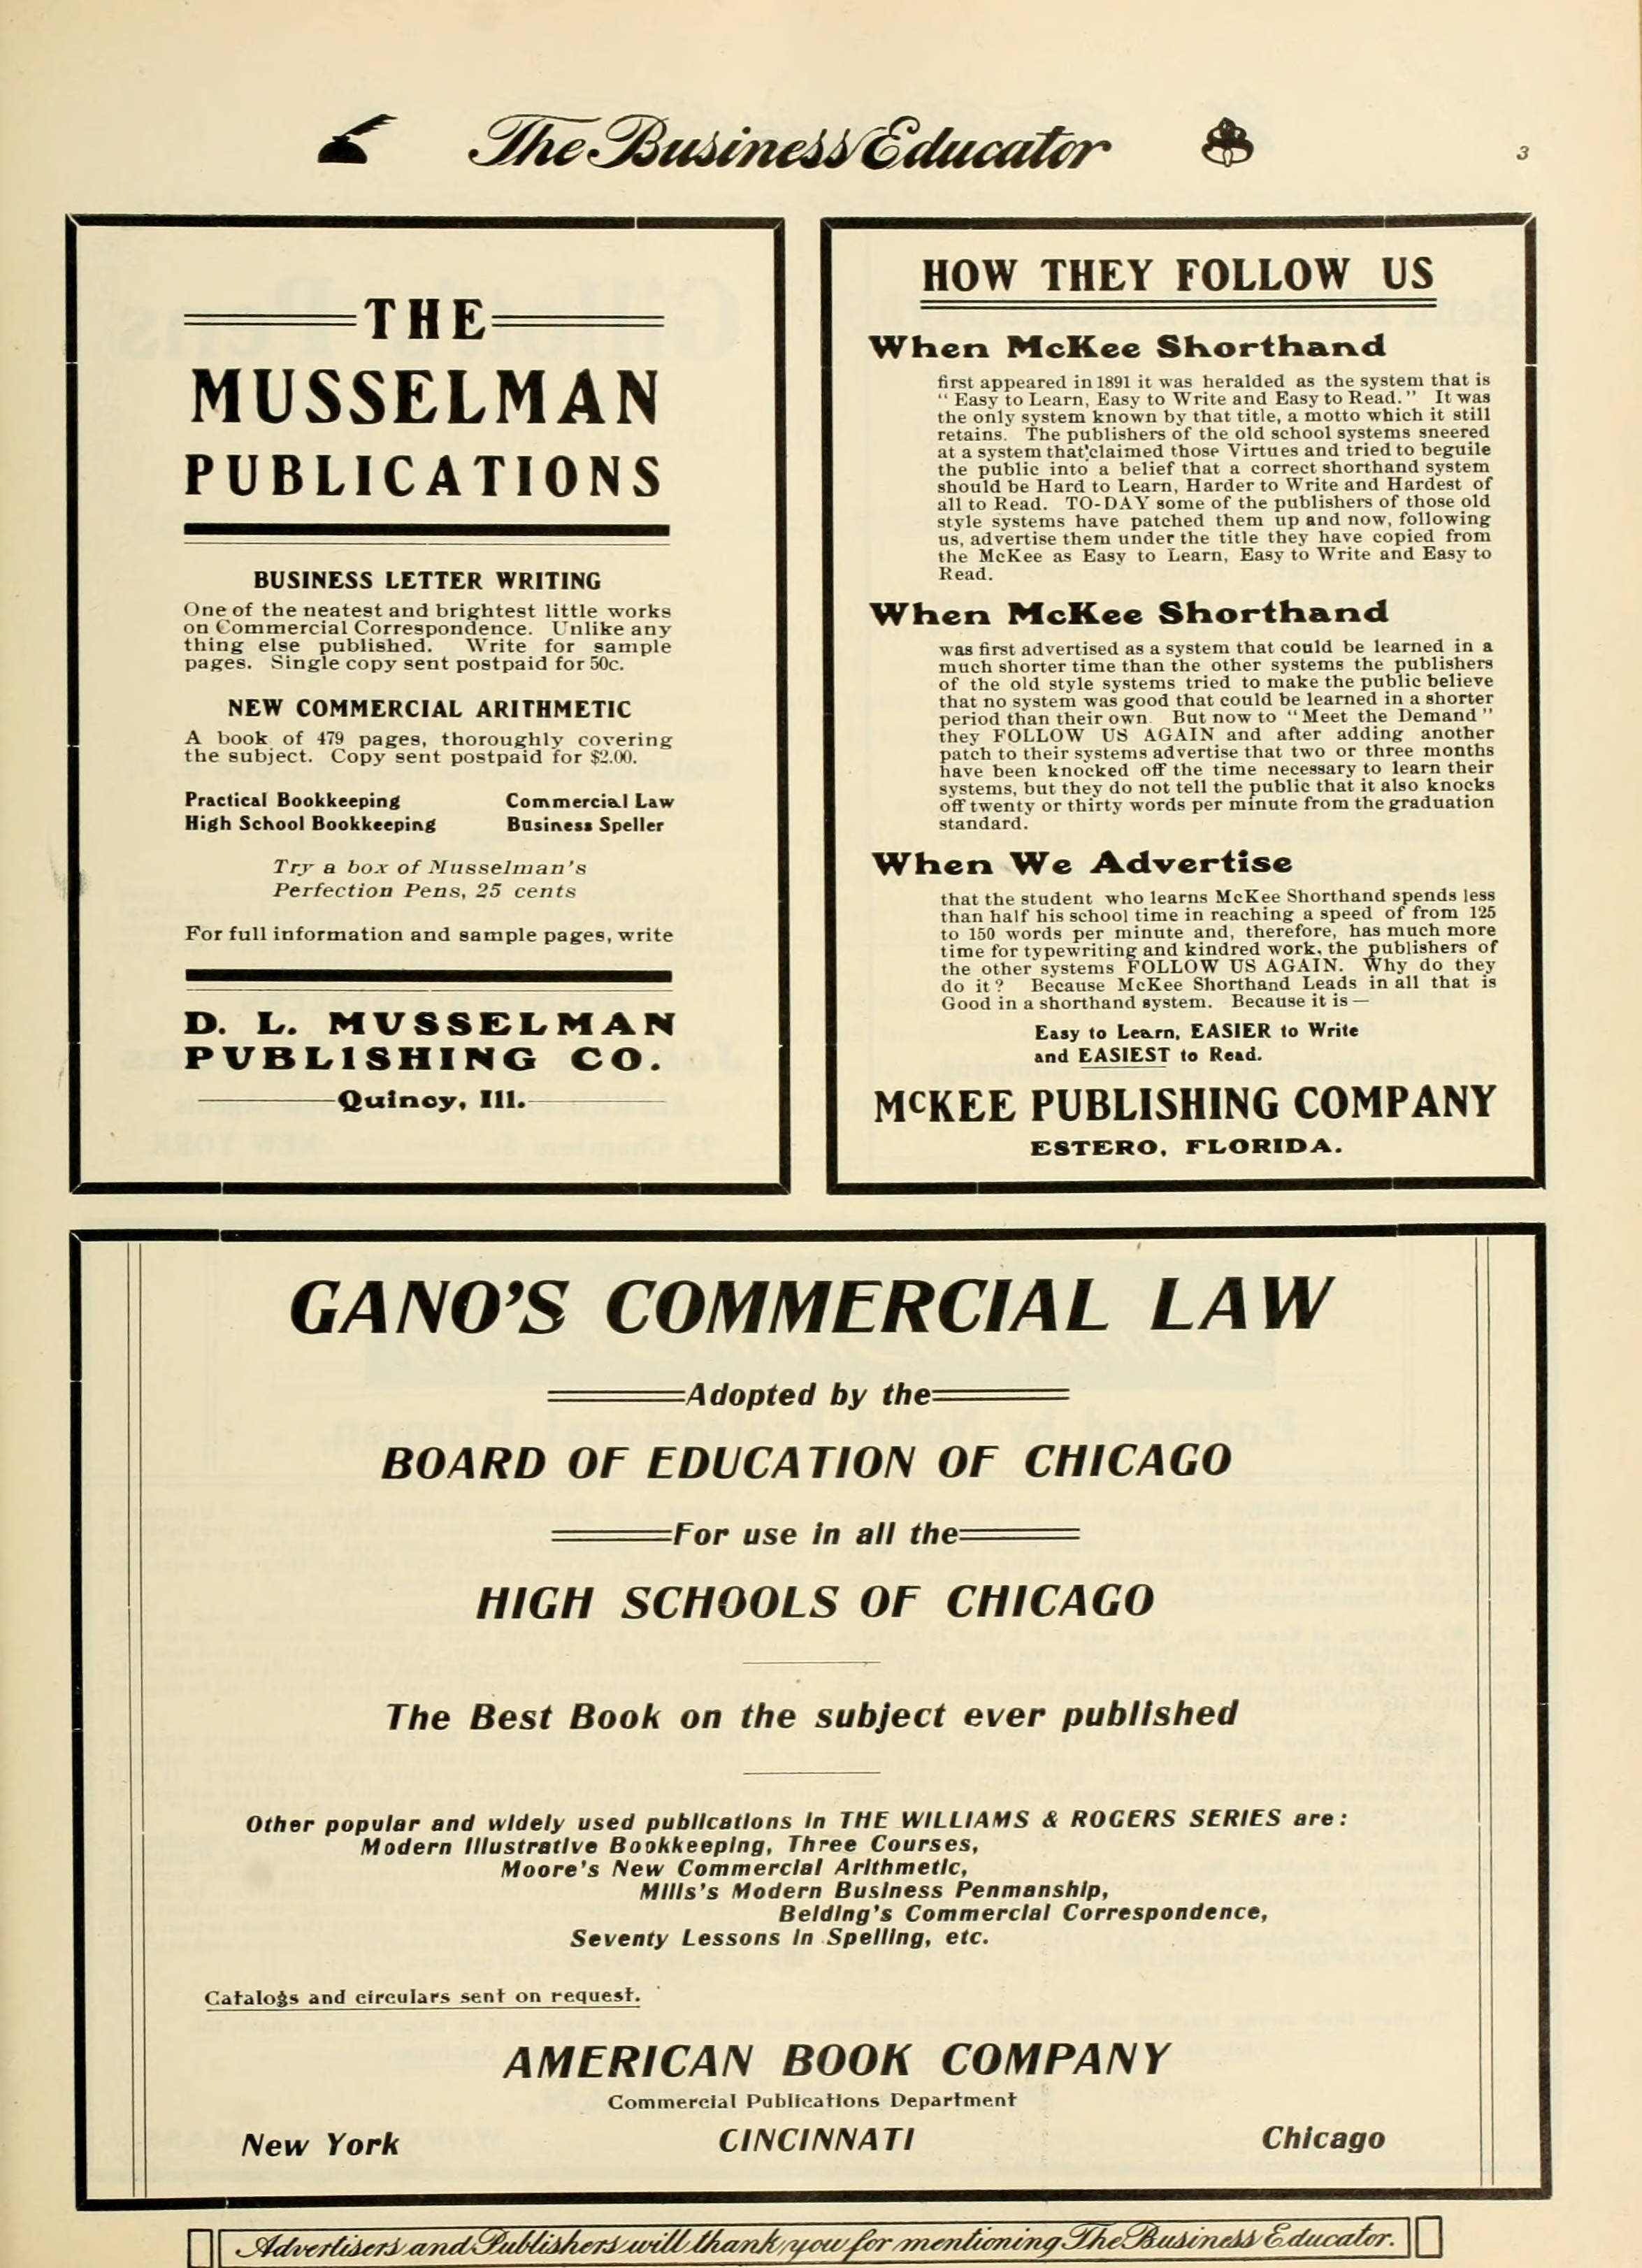 The Business Educator
3
THE
MUSSELMAN
PUBLICATIONS
BUSINESS LETTER WRITING
One of the neatest and brightest little works
on Commercial Correspondence. Unlike any
thing else published. Write for sample
pages. Single copy sent postpaid for 50c.
NEW COMMERCIAL ARITHMETIC
A book of 479 pages, thoroughly covering
the subject. Copy sent postpaid for $2.00.
Practical Bookkeeping Commercial Law
High School Bookkeeping Business Speller
Try a box of Musselman's
Perfection Pens, 25 cents
For full information and sample pages, write
D. L. MUSSELMAN
PUBLISHING CO.
Quincy, Ill.
HOW THEY FOLLOW US
When McKee Shorthand
first appeared in 1891 it was heralded as the system that is
"Easy to Learn, Easy to Write and Easy to Read." It was
the only system known by that title, a motto which it still
retains. The publishers of the old school systems sneered
at a system that claimed those Virtues and tried to beguile
the public into a belief that a correct shorthand system
should be Hard to Learn, Harder to Write and Hardest of
all to Read. TO-DAY some of the publishers of those old
style systems have patched them up and now, following
us, advertise them under the title they have copied from
the McKee as Easy to Learn, Easy to Write and Easy to
Read.
When McKee Shorthand
was first advertised as a system that could be learned in a
much shorter time than the other systems the publishers
of the old style systems tried to make the public believe
that no system was good that could be learned in a shorter
period than their own. But now to "Meet the Demand"
they FOLLOW US AGAIN and after adding another
patch to their systems advertise that two or three months
have been knocked off the time necessary to learn their
systems, but they do not tell the public that it also knocks
off twenty or thirty words per minute from the graduation
standard.
When We Advertise
that the student who learns McKee Shorthand spends less
than half his school time in reaching a speed of from 125
to 150 words per minute and, therefore, has much more
time for typewriting and kindred work, the publishers of
the other systems FOLLOW US AGAIN. Why do they
do it? Because McKee Shorthand Leads in all that is
Good in a shorthand system. Because it is—
Easy to Learn, EASIER to Write
and EASIEST to Read.
McKEE PUBLISHING COMPANY
ESTERO, FLORIDA.
GANO'S COMMERCIAL LAW
Adopted by the
BOARD OF EDUCATION OF CHICAGO
For use in all the
HIGH SCHOOLS OF CHICAGO
The Best Book on the subject ever published
Other popular and widely used publications in THE WILLIAMS & ROGERS SERIES are:
Modern Illustrative Bookkeeping, Three Courses,
Moore's New Commercial Arithmetic,
Mills's Modern Business Penmanship,
Belding's Commercial Correspondence,
Seventy Lessons in Spelling, etc.
Catalogs and circulars sent on request.
AMERICAN BOOK COMPANY
Commercial Publications Department
New York CINCINNATI Chicago
Advertisers and Publishers will thank you for mentioning The Business Educator.